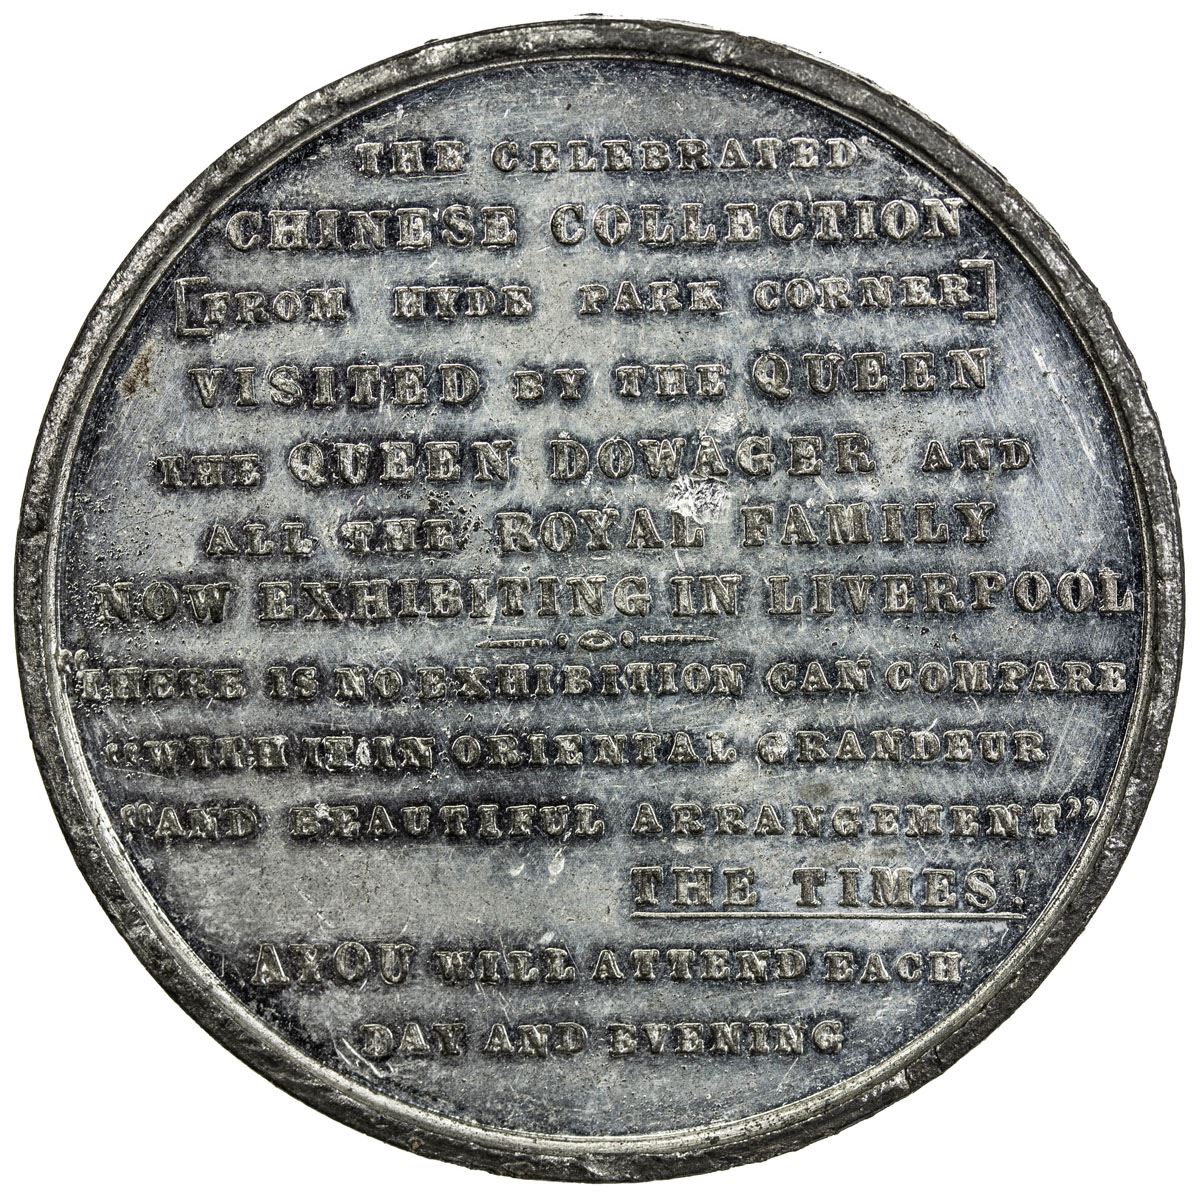 THE CELEBRATED
CHINESE COLLECTION
[FROM HYDE PARK CORNER]
VISITED BY THE QUEEN
THE QUEEN DOWAGER AND
ALL THE ROYAL FAMILY
NOW EXHIBITING IN LIVERPOOL
"THERE IS NO EXHIBITION CAN COMPARE
"WITH IT IN ORIENTAL GRANDEUR
"AND BEAUTIFUL ARRANGEMENT"
THE TIMES!
AYOU WILL ATTEND EACH
DAY AND EVENING